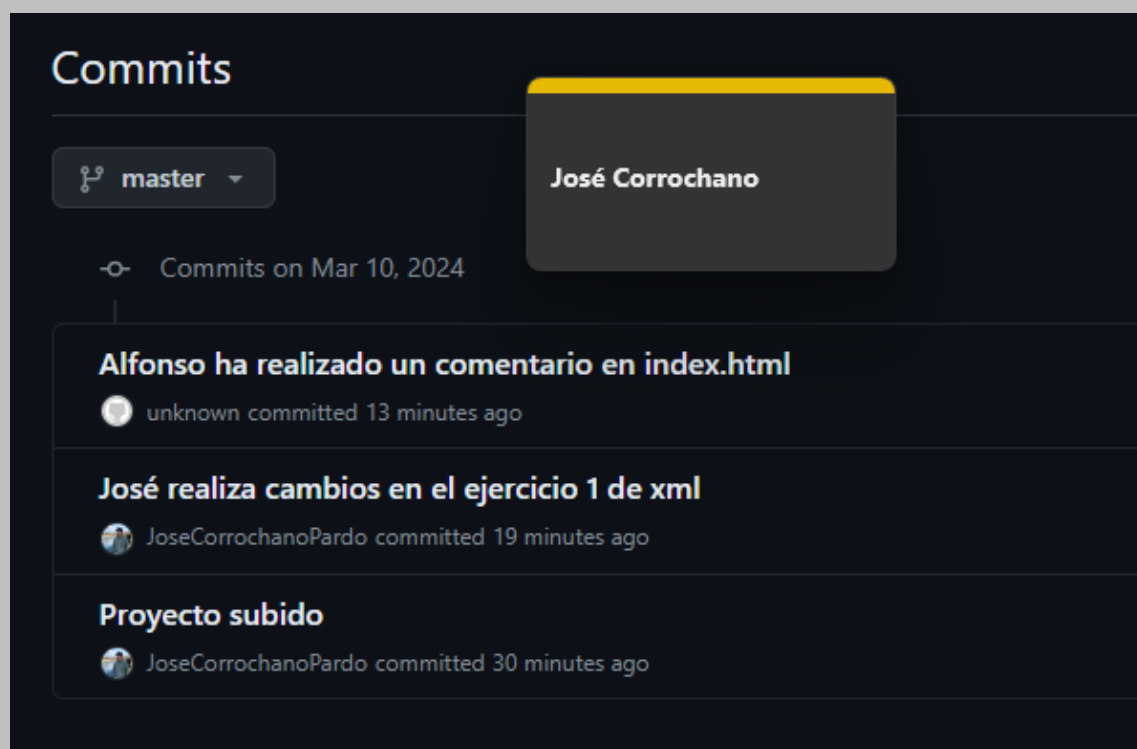 Commits
José Corrochano
master
Commits on Mar 10, 2024
Alfonso ha realizado un comentario en index.html
unknown committed 13 minutes ago
José realiza cambios en el ejercicio 1 de xml
JoseCorrochanoPardo committed 19 minutes ago
Proyecto subido
JoseCorrochanoPardo committed 30 minutes ago